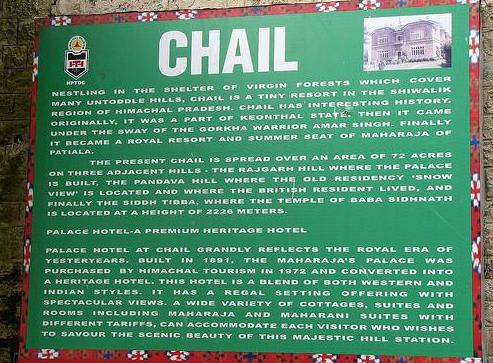 CHAIL
HPTDC
NESTLING IN THE SHELTER OF VIRGIN FORESTS WHICH COVER
MANY UNTODDLE HILLS, CHAIL IS A TINY RESORT IN THE SHIWALIK
REGION OF HIMACHAL PRADESH. CHAIL HAS INTERESTING HISTORY.
ORIGINALLY, IT WAS A PART OF KEONTHAL STATE. THEN IT CAME
UNDER THE SWAY OF THE GORKHA WARRIOR AMAR SINGH. FINALLY
IT BECAME A ROYAL RESORT AND SUMMER SEAT OF MAHARAJA OF
PATIALA.
THE PRESENT CHAIL IS SPREAD OVER AN AREA OF 72 ACRES
ON THREE ADJACENT HILLS - THE RAJGARH HILL WHERE THE PALACE
IS BUILT, THE PANDAVA HILL WHERE THE OLD RESIDENCY 'SNOW
VIEW' IS LOCATED AND WHERE THE BRITISH RESIDENT LIVED, AND
FINALLY THE SIDDH TIBBA, WHERE THE TEMPLE OF BABA SIDHNATH
IS LOCATED AT A HEIGHT OF 2226 METERS.
PALACE HOTEL-A PREMIUM HERITAGE HOTEL
PALACE HOTEL AT CHAIL GRANDLY REFLECTS THE ROYAL ERA OF
YESTERYEARS. BUILT IN 1891, THE MAHARAJA'S PALACE WAS
PURCHASED BY HIMACHAL TOURISM IN 1972 AND CONVERTED INTO
A HERITAGE HOTEL. THIS HOTEL IS A BLEND OF BOTH WESTERN AND
INDIAN STYLES. IT HAS A REGAL SETTING OFFERING WITH
SPECTACULAR VIEWS. A WIDE VARIETY OF COTTAGES, SUITES AND
ROOMS INCLUDING MAHARAJA AND MAHARANI SUITES WITH
DIFFERENT TARIFFS, CAN ACCOMMODATE EACH VISITOR WHO WISHES
TO SAVOUR THE SCENIC BEAUTY OF THIS MAJESTIC HILL STATION.